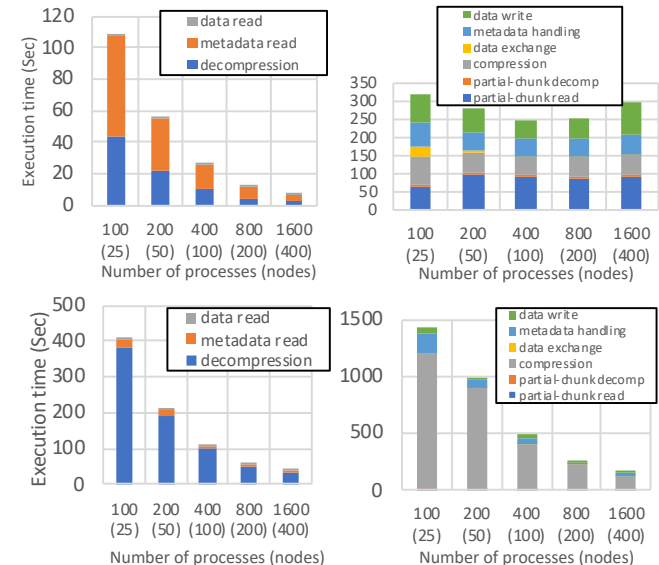 data read
metadata read
decompression
Execution time (Sec)
120
100
80
60
40
20
0
100 200 400 800 1600
(25) (50) (100) (200) (400)
Number of processes (nodes)
data write
metadata handling
data exchange
compression
partial-chunk decomp
partial-chunk read
350
300
250
200
150
100
50
0
100 200 400 800 1600
(25) (50) (100) (200) (400)
Number of processes (nodes)
data read
metadata read
decompression
Execution time (Sec)
500
400
300
200
100
0
100 200 400 800 1600
(25) (50) (100) (200) (400)
Number of processes (nodes)
data write
metadata handling
data exchange
compression
partial-chunk decomp
partial-chunk read
1500
1000
500
0
100 200 400 800 1600
(25) (50) (100) (200) (400)
Number of processes (nodes)